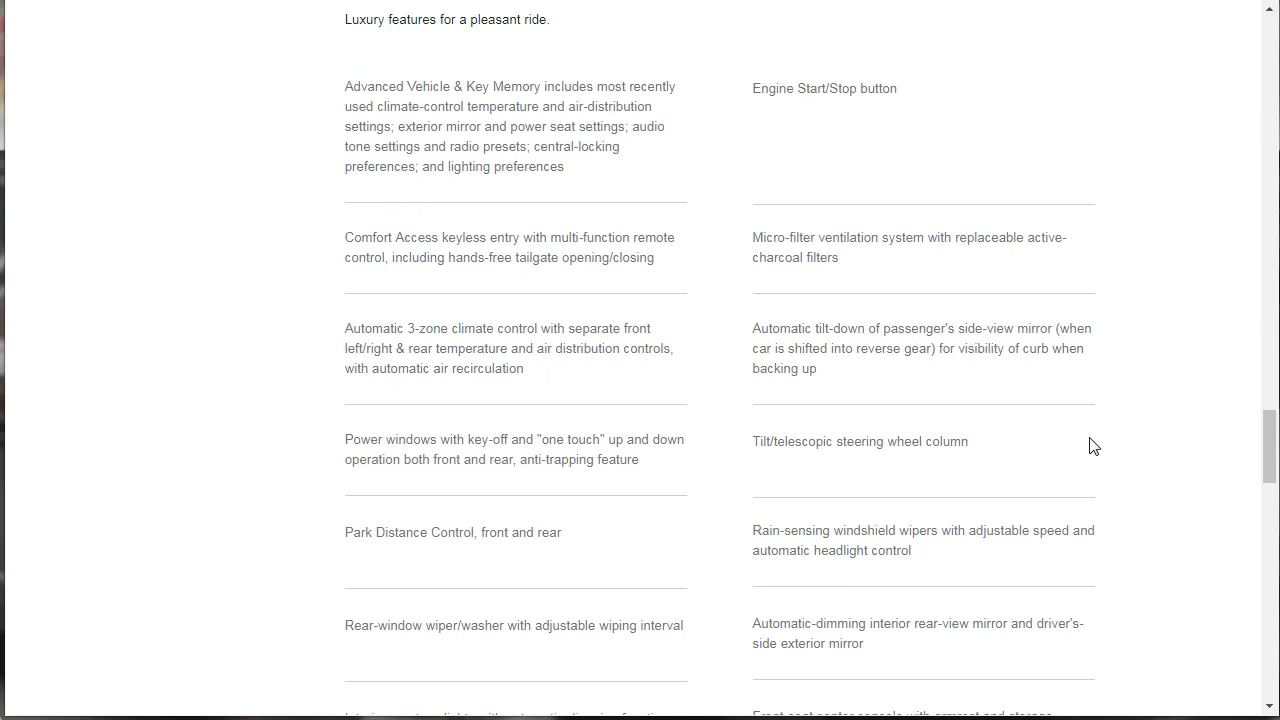 Luxury features for a pleasant ride.
Advanced Vehicle & Key Memory includes most recently
used climate-control temperature and air-distribution
settings; exterior mirror and power seat settings; audio
tone settings and radio presets; central-locking
preferences; and lighting preferences
Engine Start/Stop button
Comfort Access keyless entry with multi-function remote
control, including hands-free tailgate opening/closing
Micro-filter ventilation system with replaceable active-
charcoal filters
Automatic 3-zone climate control with separate front
left/right & rear temperature and air distribution controls,
with automatic air recirculation
Automatic tilt-down of passenger's side-view mirror (when
car is shifted into reverse gear) for visibility of curb when
backing up
Power windows with key-off and "one touch" up and down
operation both front and rear, anti-trapping feature
Tilt/telescopic steering wheel column
Park Distance Control, front and rear
Rain-sensing windshield wipers with adjustable speed and
automatic headlight control
Rear-window wiper/washer with adjustable wiping interval
Automatic-dimming interior rear-view mirror and driver's-
side exterior mirror